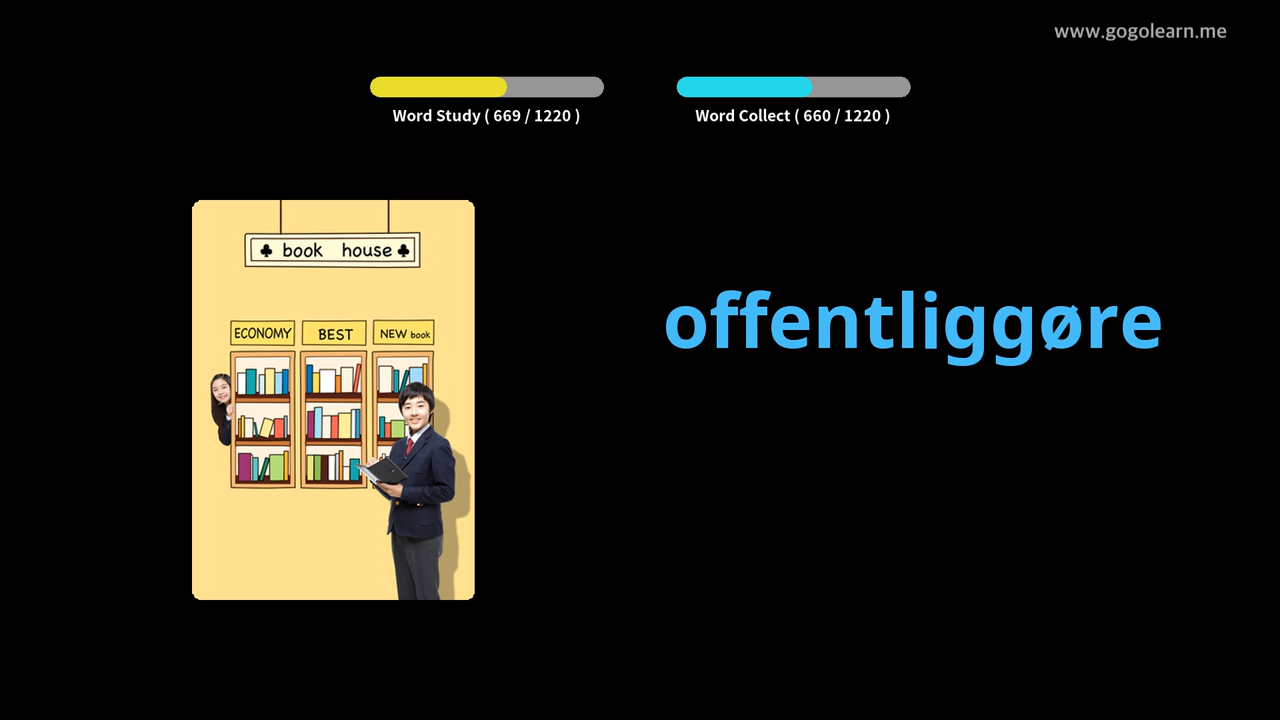 www.gogolearn.me
Word Study ( 669 / 1220 )
Word Collect ( 660 / 1220 )
♣ book house ♣
ECONOMY
BEST
NEW book
offentliggøre